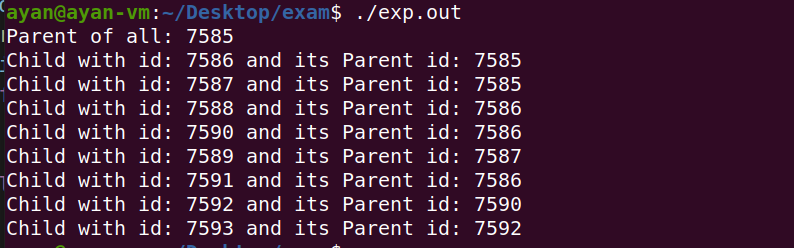 ayan@ayan-vm:~/Desktop/exam$ ./exp.out
Parent of all: 7585
Child with id: 7586 and its Parent id: 7585
Child with id: 7587 and its Parent id: 7585
Child with id: 7588 and its Parent id: 7586
Child with id: 7590 and its Parent id: 7586
Child with id: 7589 and its Parent id: 7587
Child with id: 7591 and its Parent id: 7586
Child with id: 7592 and its Parent id: 7590
Child with id: 7593 and its Parent id: 7592